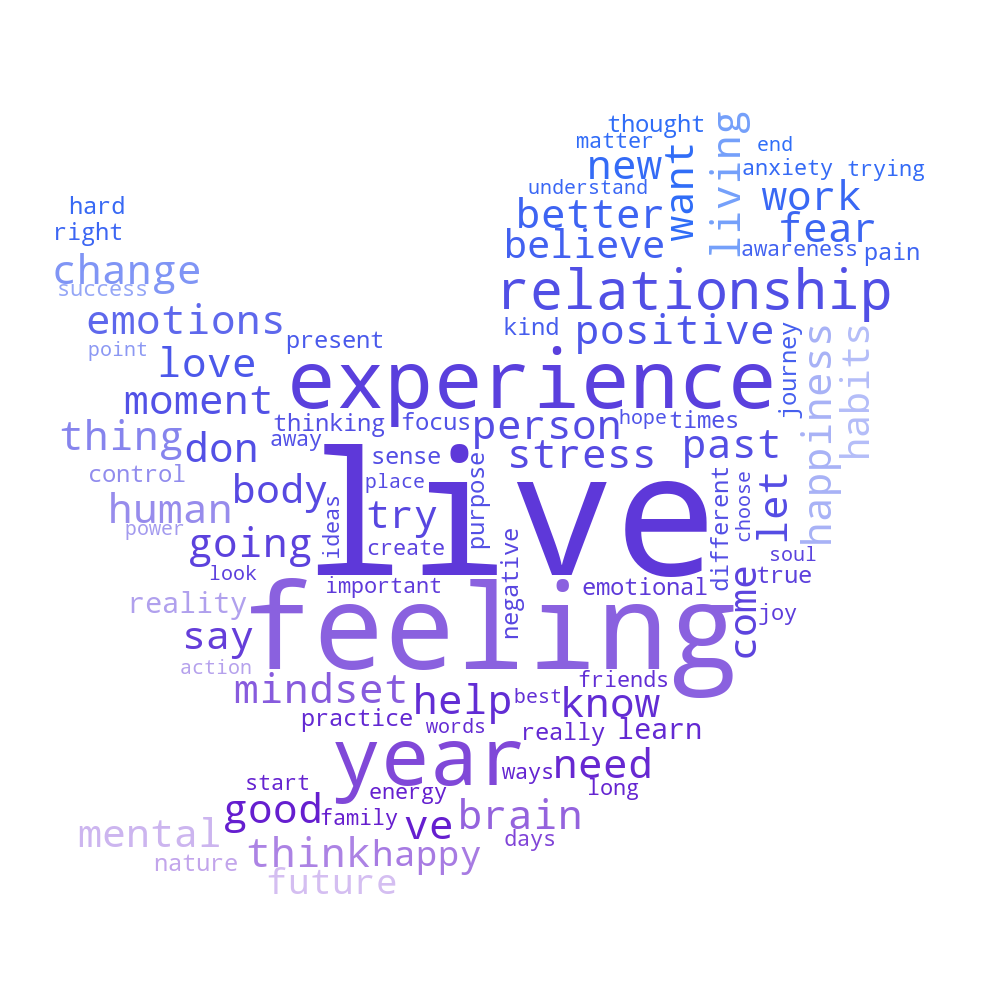 thought
matter
end
new
want
living
anxiety
trying
understand
work
hard
better
fear
right
believe
awareness
pain
change
success
relationship
emotions
kind
positive
present
journey
happiness
habits
point
love
experience
moment
thinking
focus
person
hope
times
thing
don
away
stress
past
control
sense
live
body
place
purpose
different
choose
let
human
try
ideas
power
going
create
negative
soul
look
important
emotional
come
true
reality
feeling
joy
say
action
mindset
friends
help
best
know
practice
words
really
learn
year
ways
need
start
energy
long
good
family
ve
brain
mental
days
nature
think
happy
future